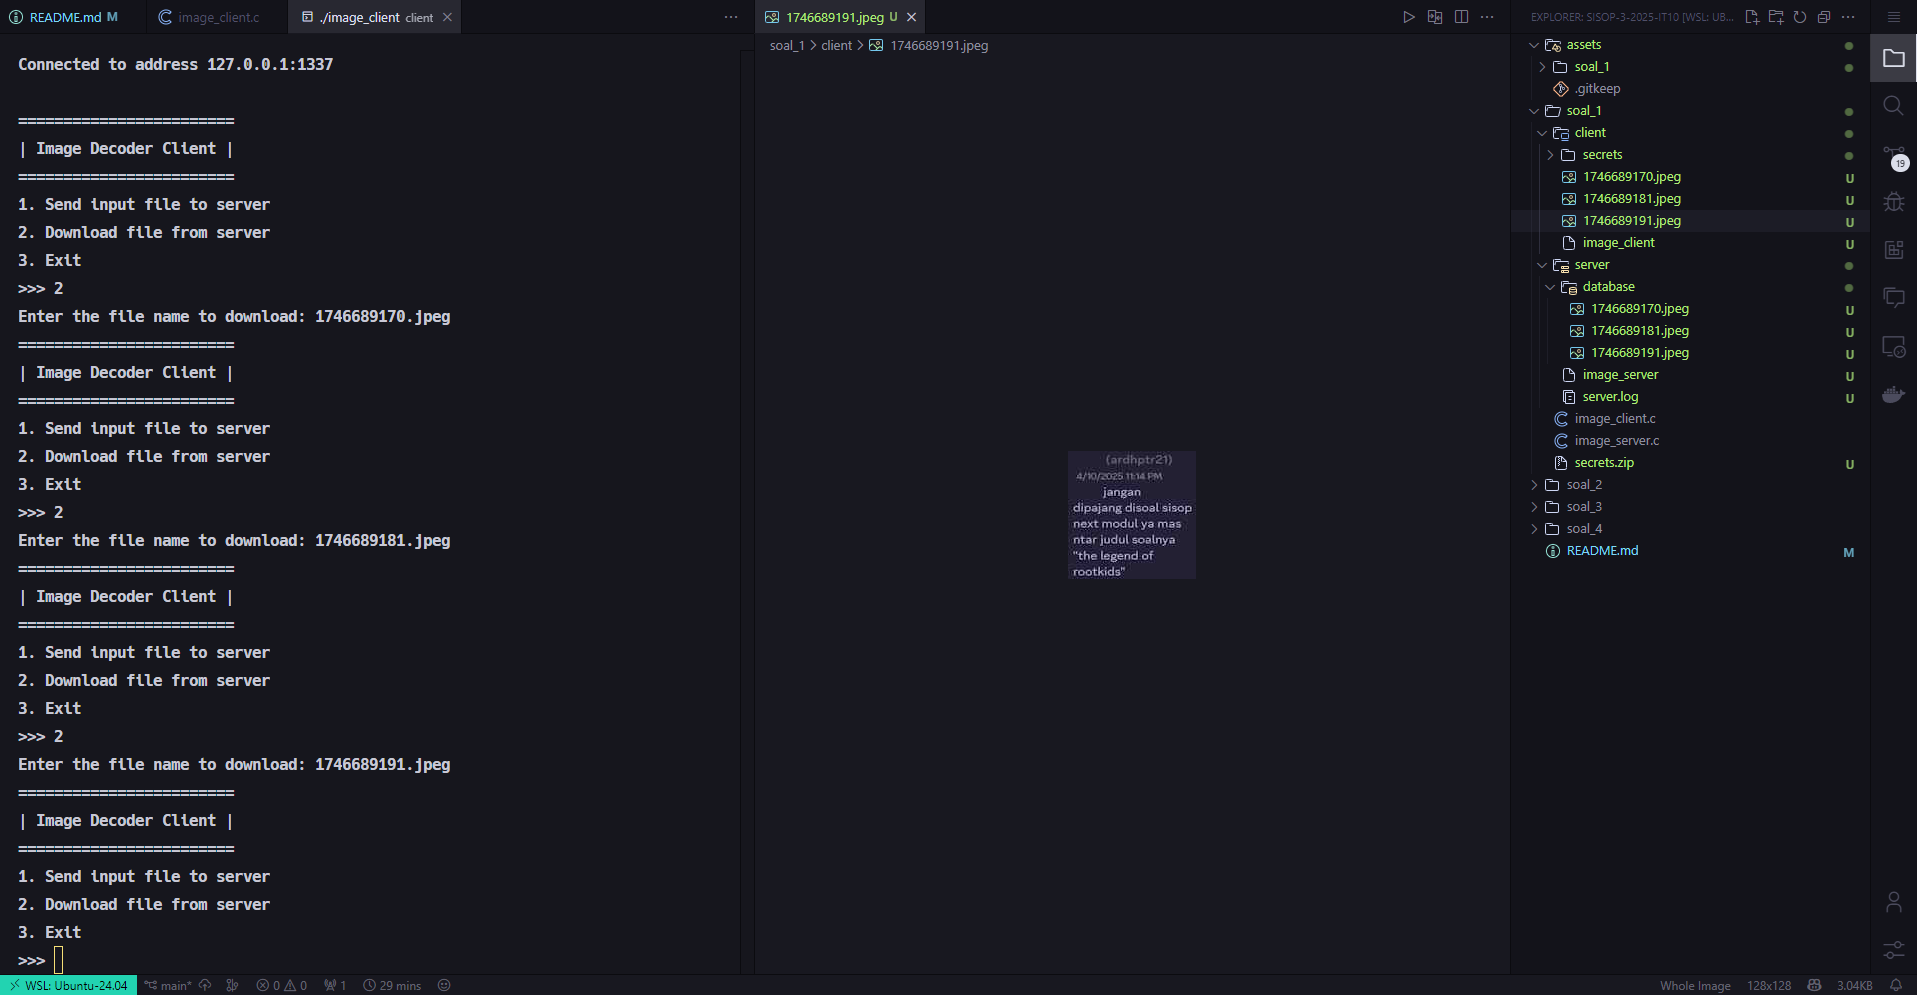 README.md M
image_client.c
./image_client client
Connected to address 127.0.0.1:1337
========================
| Image Decoder Client |
========================
1. Send input file to server
2. Download file from server
3. Exit
>>> 2
Enter the file name to download: 1746689170.jpeg
========================
| Image Decoder Client |
========================
1. Send input file to server
2. Download file from server
3. Exit
>>> 2
Enter the file name to download: 1746689181.jpeg
========================
| Image Decoder Client |
========================
1. Send input file to server
2. Download file from server
3. Exit
>>> 2
Enter the file name to download: 1746689191.jpeg
========================
| Image Decoder Client |
========================
1. Send input file to server
2. Download file from server
3. Exit
>>>
1746689191.jpeg U
soal_1 > client > 1746689191.jpeg
(ardhptr21)
4/10/2025 11:14 PM
jangan
dipajang disoal sisop
next modul ya mas
ntar judul soalnya
"the legend of
rootkids"
EXPLORER: SISOP-3-2025-IT10 [WSL: UB...
assets
soal_1
.gitkeep
soal_1
client
secrets
1746689170.jpeg U
1746689181.jpeg U
1746689191.jpeg U
image_client U
server
database
1746689170.jpeg U
1746689181.jpeg U
1746689191.jpeg U
image_server U
server.log U
image_client.c
image_server.c
secrets.zip U
soal_2
soal_3
soal_4
README.md M
19
WSL: Ubuntu-24.04 main* 0 0 1 29 mins
Whole Image 128x128 3.04KB